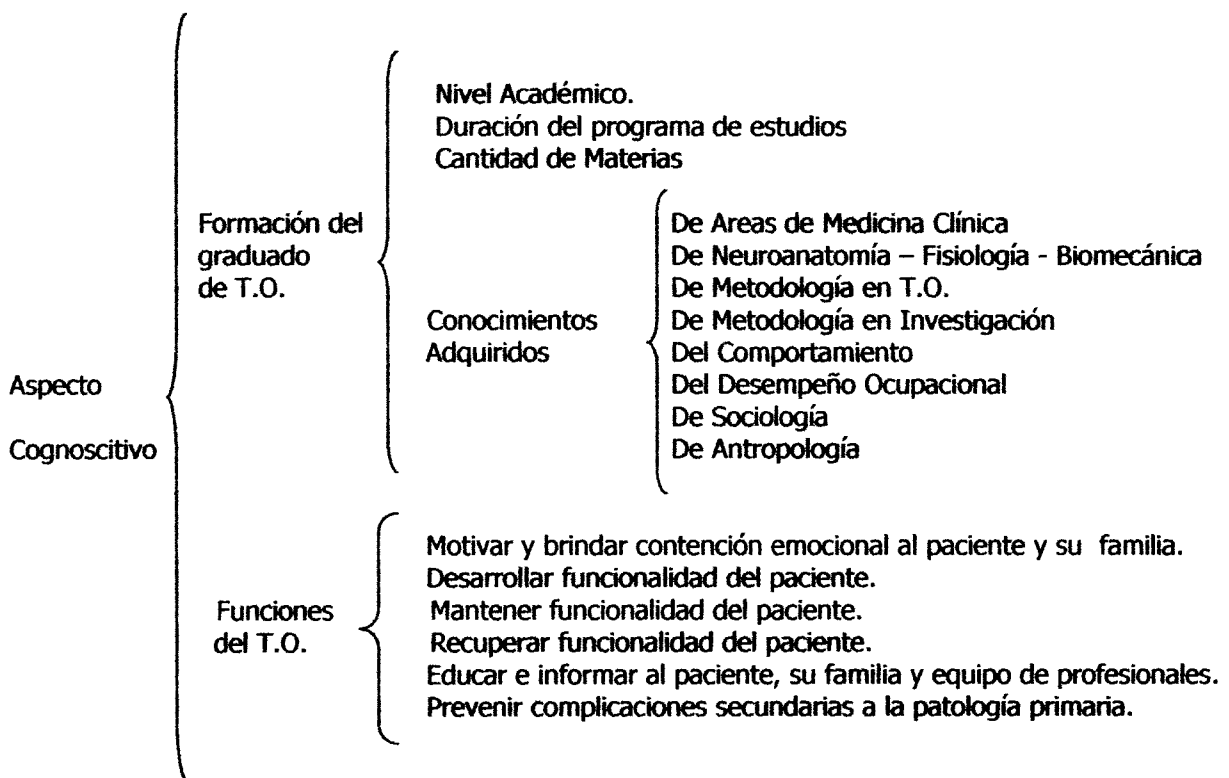 Aspecto
Cognoscitivo
Formación del
graduado
de T.O.
Nivel Académico.
Duración del programa de estudios
Cantidad de Materias
Conocimientos
Adquiridos
De Areas de Medicina Clínica
De Neuroanatomía – Fisiología - Biomecánica
De Metodología en T.O.
De Metodología en Investigación
Del Comportamiento
Del Desempeño Ocupacional
De Sociología
De Antropología
Funciones
del T.O.
Motivar y brindar contención emocional al paciente y su familia.
Desarrollar funcionalidad del paciente.
Mantener funcionalidad del paciente.
Recuperar funcionalidad del paciente.
Educar e informar al paciente, su familia y equipo de profesionales.
Prevenir complicaciones secundarias a la patología primaria.